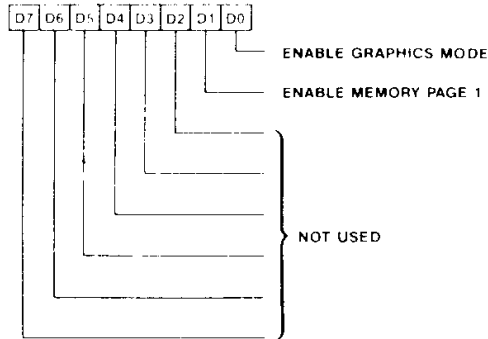 D7 D6 D5 D4 D3 D2 D1 D0
ENABLE GRAPHICS MODE
ENABLE MEMORY PAGE 1
NOT USED